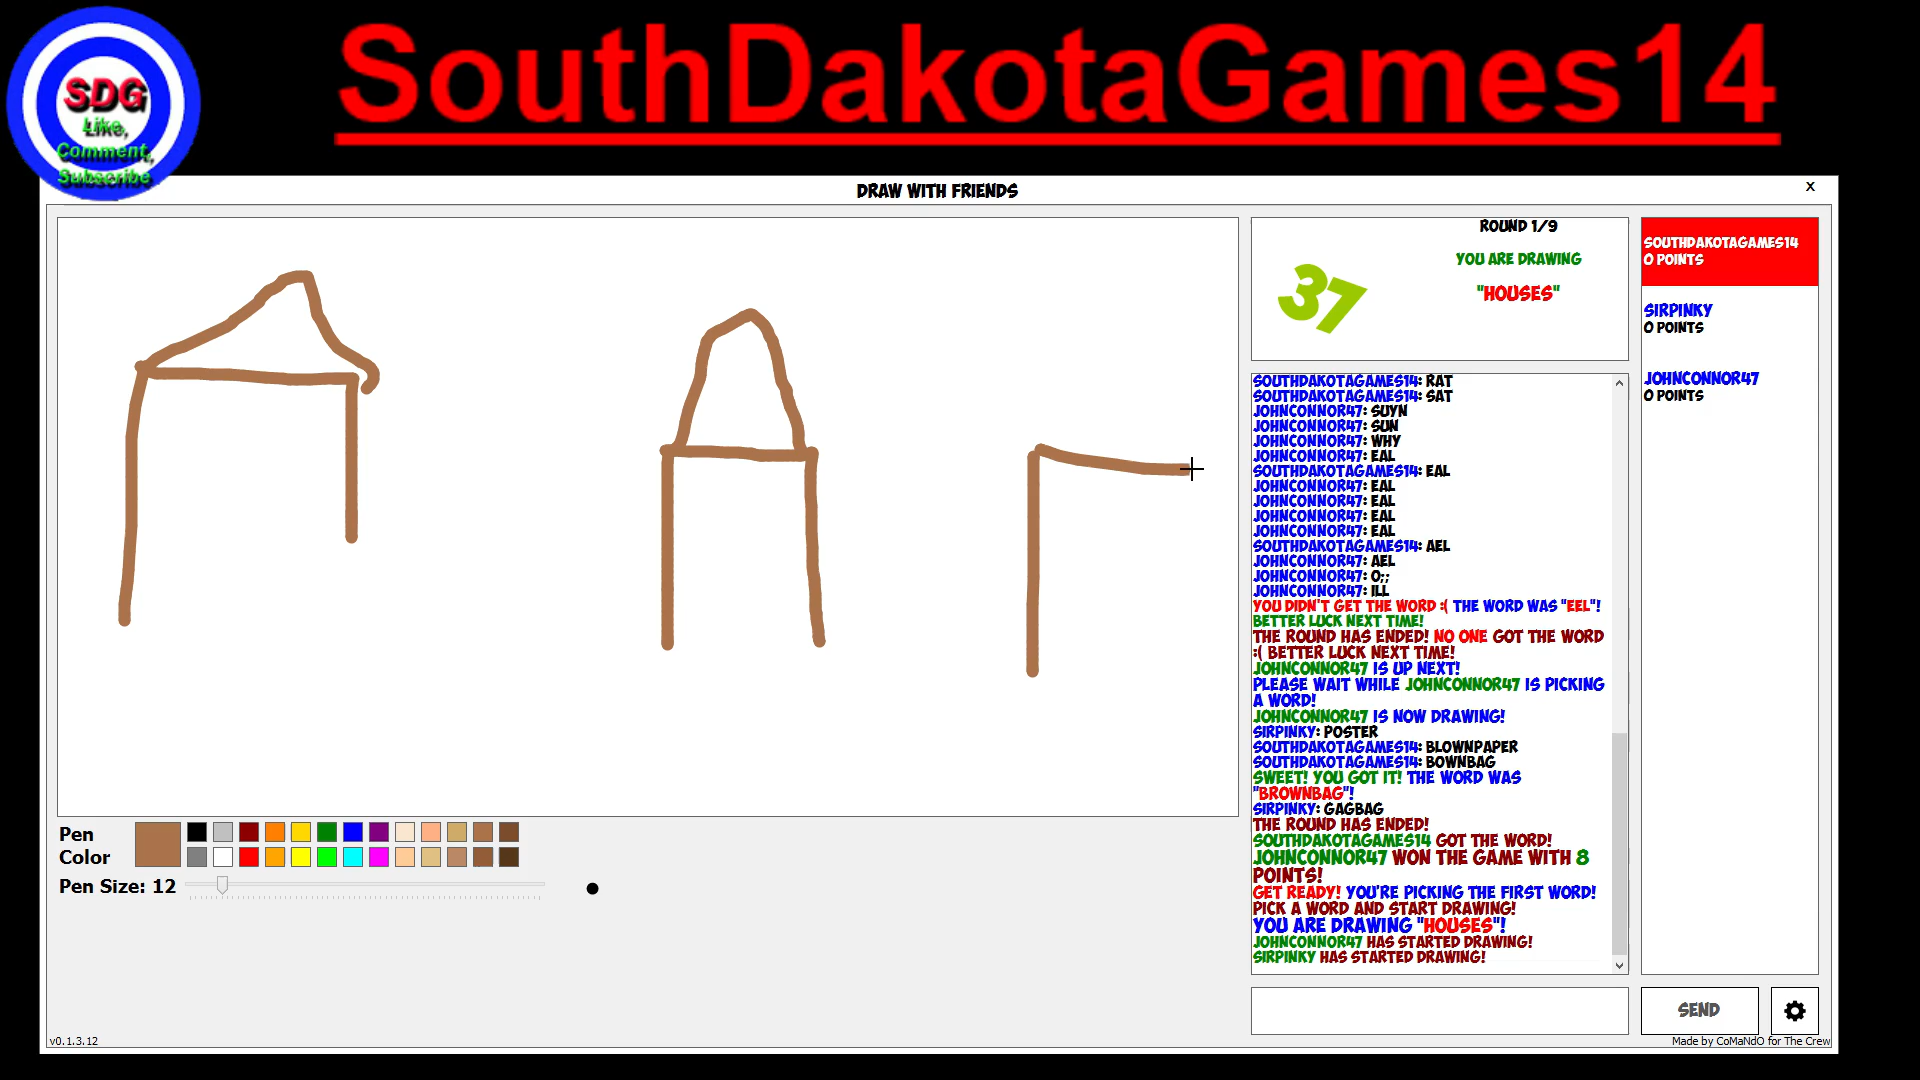 SouthDakotaGames14
SDG
Like,
Comment,
Subscribe
DRAW WITH FRIENDS
X
37
ROUND 1/9
YOU ARE DRAWING
"HOUSES"
SOUTHDAKOTAGAMES14
0 POINTS
SIRPINKY
0 POINTS
JOHNCONNOR47
0 POINTS
SOUTHDAKOTAGAMES14: RAT
SOUTHDAKOTAGAMES14: SAT
JOHNCONNOR47: SUYN
JOHNCONNOR47: SUN
JOHNCONNOR47: WHY
JOHNCONNOR47: EAL
SOUTHDAKOTAGAMES14: EAL
JOHNCONNOR47: EAL
JOHNCONNOR47: EAL
JOHNCONNOR47: EAL
JOHNCONNOR47: EAL
SOUTHDAKOTAGAMES14: AEL
JOHNCONNOR47: AEL
JOHNCONNOR47: O;;
JOHNCONNOR47: ILL
YOU DIDN'T GET THE WORD :( THE WORD WAS "EEL"!
BETTER LUCK NEXT TIME!
THE ROUND HAS ENDED! NO ONE GOT THE WORD
:( BETTER LUCK NEXT TIME!
JOHNCONNOR47 IS UP NEXT!
PLEASE WAIT WHILE JOHNCONNOR47 IS PICKING
A WORD!
JOHNCONNOR47 IS NOW DRAWING!
SIRPINKY: POSTER
SOUTHDAKOTAGAMES14: BLOWNPAPER
SOUTHDAKOTAGAMES14: BOWNBAG
SWEET! YOU GOT IT! THE WORD WAS
"BROWNBAG"!
SIRPINKY: GAGBAG
THE ROUND HAS ENDED!
SOUTHDAKOTAGAMES14 GOT THE WORD!
JOHNCONNOR47 WON THE GAME WITH 8
POINTS!
GET READY! YOU'RE PICKING THE FIRST WORD!
PICK A WORD AND START DRAWING!
YOU ARE DRAWING "HOUSES"!
JOHNCONNOR47 HAS STARTED DRAWING!
SIRPINKY HAS STARTED DRAWING!
Pen
Color
Pen Size: 12
SEND
v0.1.3.12
Made by CoMaNdO for The Crew